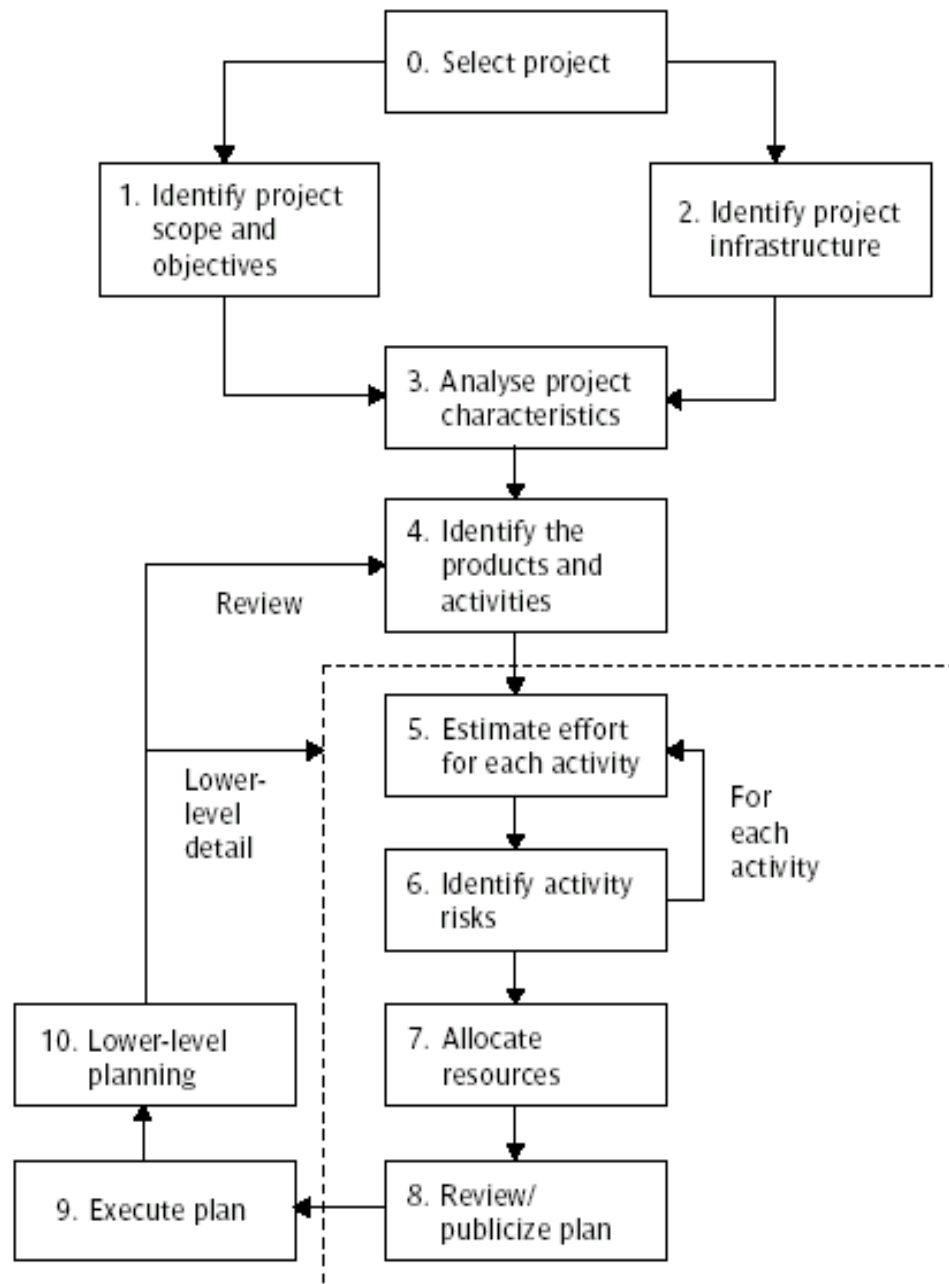 0. Select project
1. Identify project
scope and
objectives
2. Identify project
infrastructure
3. Analyse project
characteristics
4. Identify the
products and
activities
Review
5. Estimate effort
for each activity
Lower-
level
detail
For
each
activity
6. Identify activity
risks
10. Lower-level
planning
7. Allocate
resources
9. Execute plan
8. Review/
publicize plan